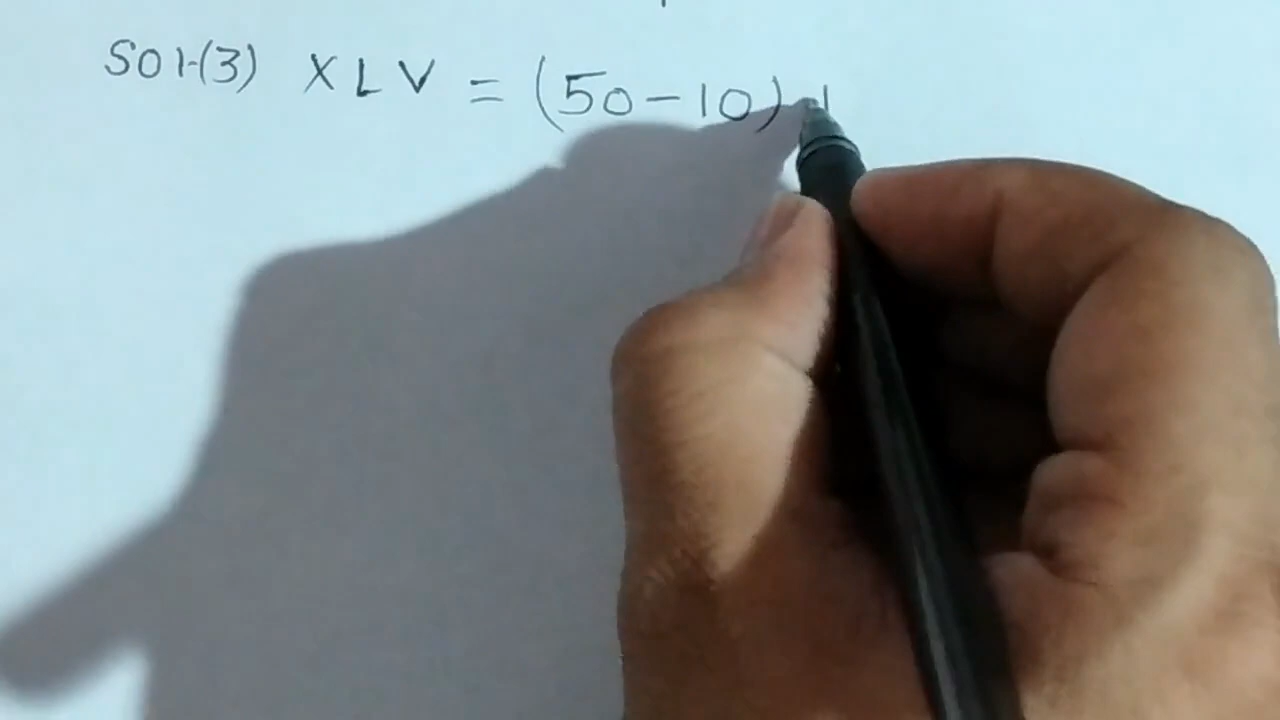 Sol-(3) XLV = (50-10)